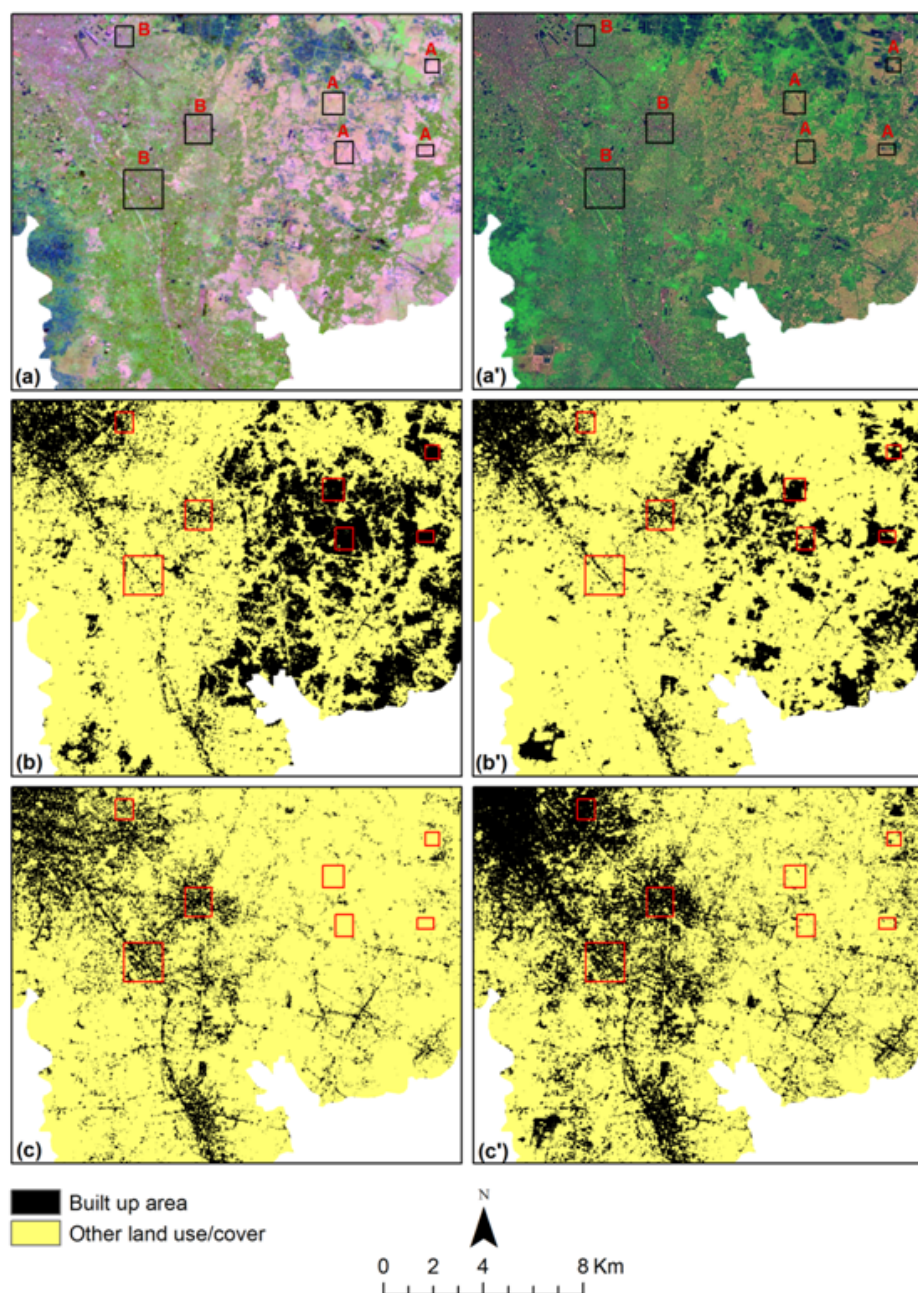 B
A
A
B
A
A
B
(a)
B
A
A
B
A
A
B
(a')
(b)
(b')
(c)
(c')
Built up area
Other land use/cover
N
0 2 4 8 Km